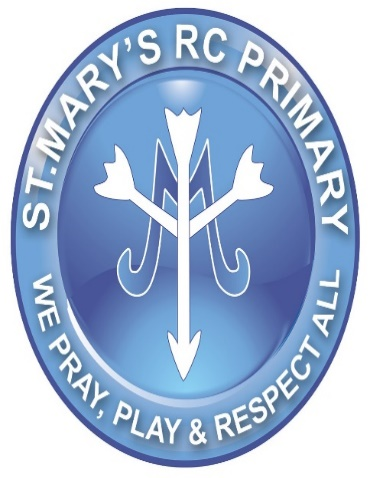 ST.MARY'S RC PRIMARY
M
WE PRAY, PLAY & RESPECT ALL